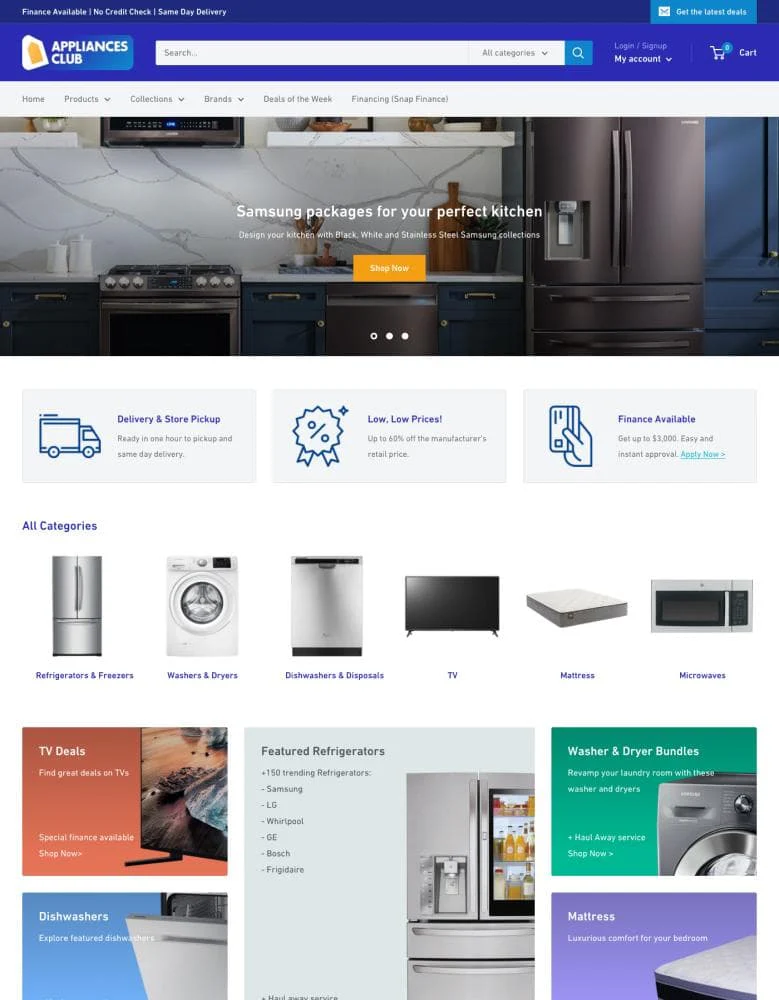 Finance Available | No Credit Check | Same Day Delivery
Get the latest deals
APPLIANCES
CLUB
Search...
All categories
Login / Signup
My account
0
Cart
Home
Products
Collections
Brands
Deals of the Week
Financing (Snap Finance)
Samsung packages for your perfect kitchen
Design your kitchen with Black, White and Stainless Steel Samsung collections
Shop Now
Delivery & Store Pickup
Ready in one hour to pickup and
same day delivery.
Low, Low Prices!
Up to 60% off the manufacturer's
retail price.
Finance Available
Get up to $3,000. Easy and
instant approval. Apply Now >
All Categories
Refrigerators & Freezers
Washers & Dryers
Dishwashers & Disposals
TV
Mattress
Microwaves
TV Deals
Find great deals on TVs
Special finance available
Shop Now>
Featured Refrigerators
+150 trending Refrigerators:
- Samsung
- LG
- Whirlpool
- GE
- Bosch
- Frigidaire
+ Haul away service
Washer & Dryer Bundles
Revamp your laundry room with these
washer and dryers
+ Haul Away service
Shop Now >
Dishwashers
Explore featured dishwashers
Mattress
Luxurious comfort for your bedroom